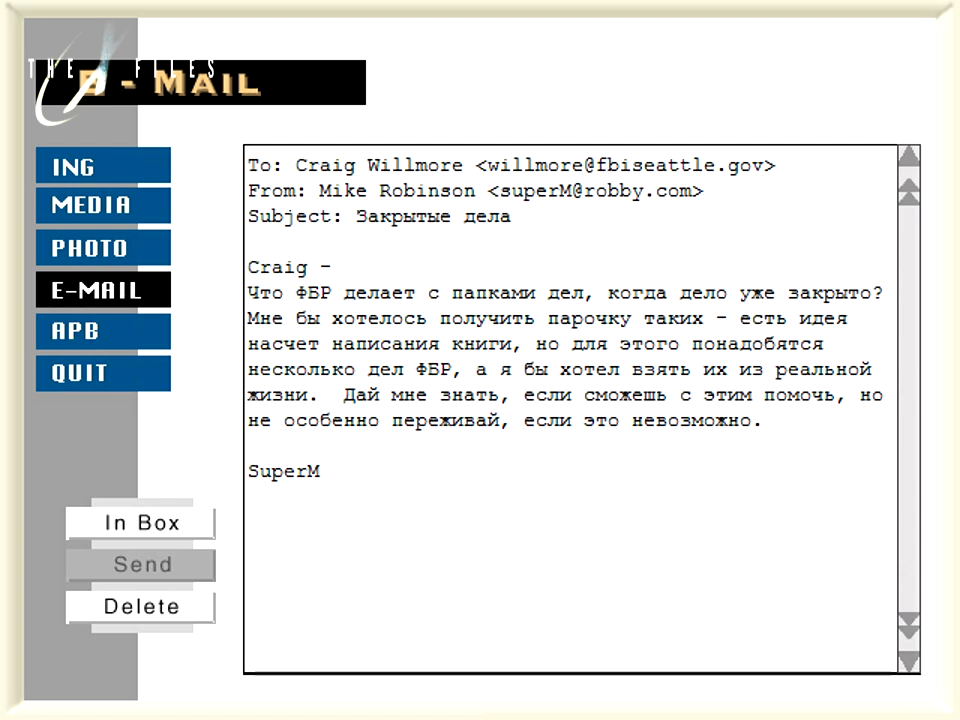 THE X FILES
E - MAIL
ING
MEDIA
PHOTO
E-MAIL
APB
QUIT
In Box
Send
Delete
To: Craig Willmore <willmore@fbiseattle.gov>
From: Mike Robinson <superM@robby.com>
Subject: Закрытые дела
Craig -
Что ФБР делает с папками дел, когда дело уже закрыто?
Мне бы хотелось получить парочку таких - есть идея
насчет написания книги, но для этого понадобятся
несколько дел ФБР, а я бы хотел взять их из реальной
жизни.  Дай мне знать, если сможешь с этим помочь, но
не особенно переживай, если это невозможно.
SuperM